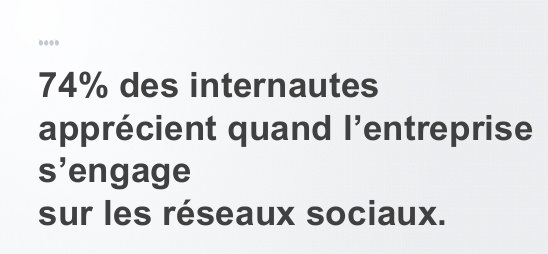 74% des internautes
apprécient quand l’entreprise
s’engage
sur les réseaux sociaux.